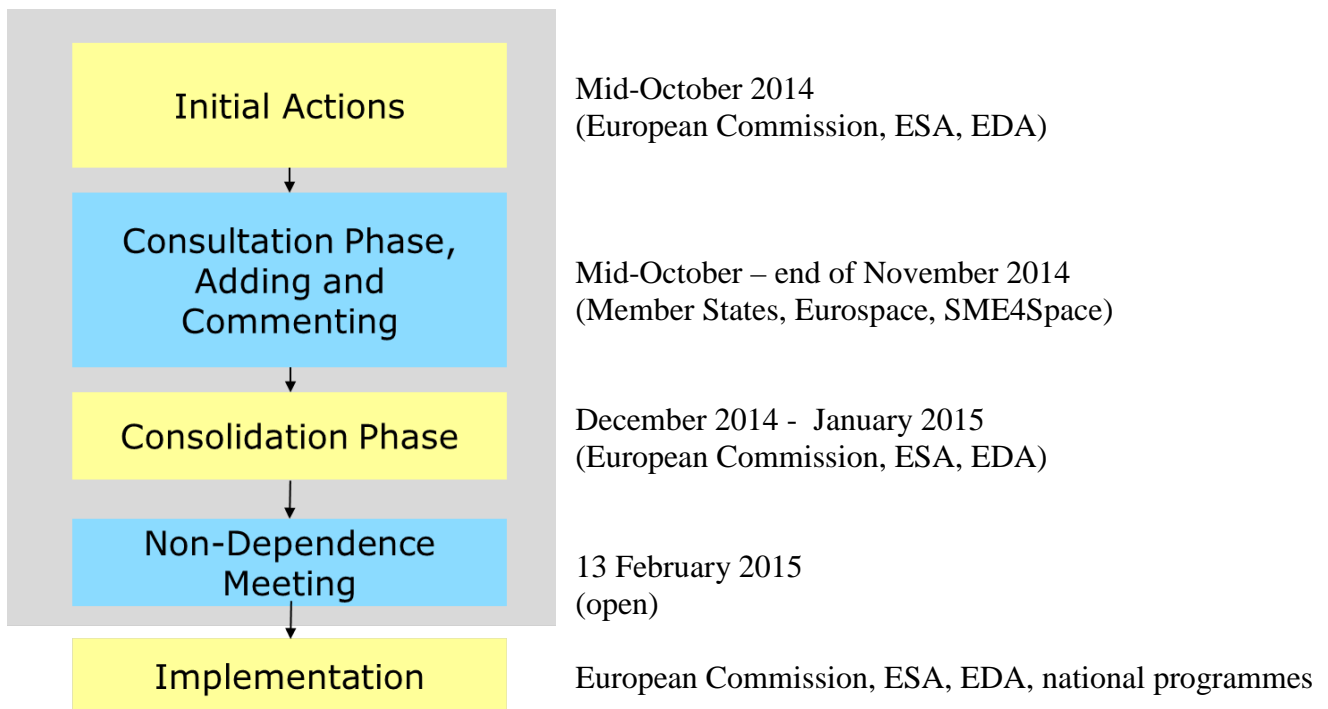 Initial Actions
Mid-October 2014
(European Commission, ESA, EDA)
Consultation Phase,
Adding and
Commenting
Mid-October – end of November 2014
(Member States, Eurospace, SME4Space)
Consolidation Phase
December 2014 -  January 2015
(European Commission, ESA, EDA)
Non-Dependence
Meeting
13 February 2015
(open)
Implementation
European Commission, ESA, EDA, national programmes